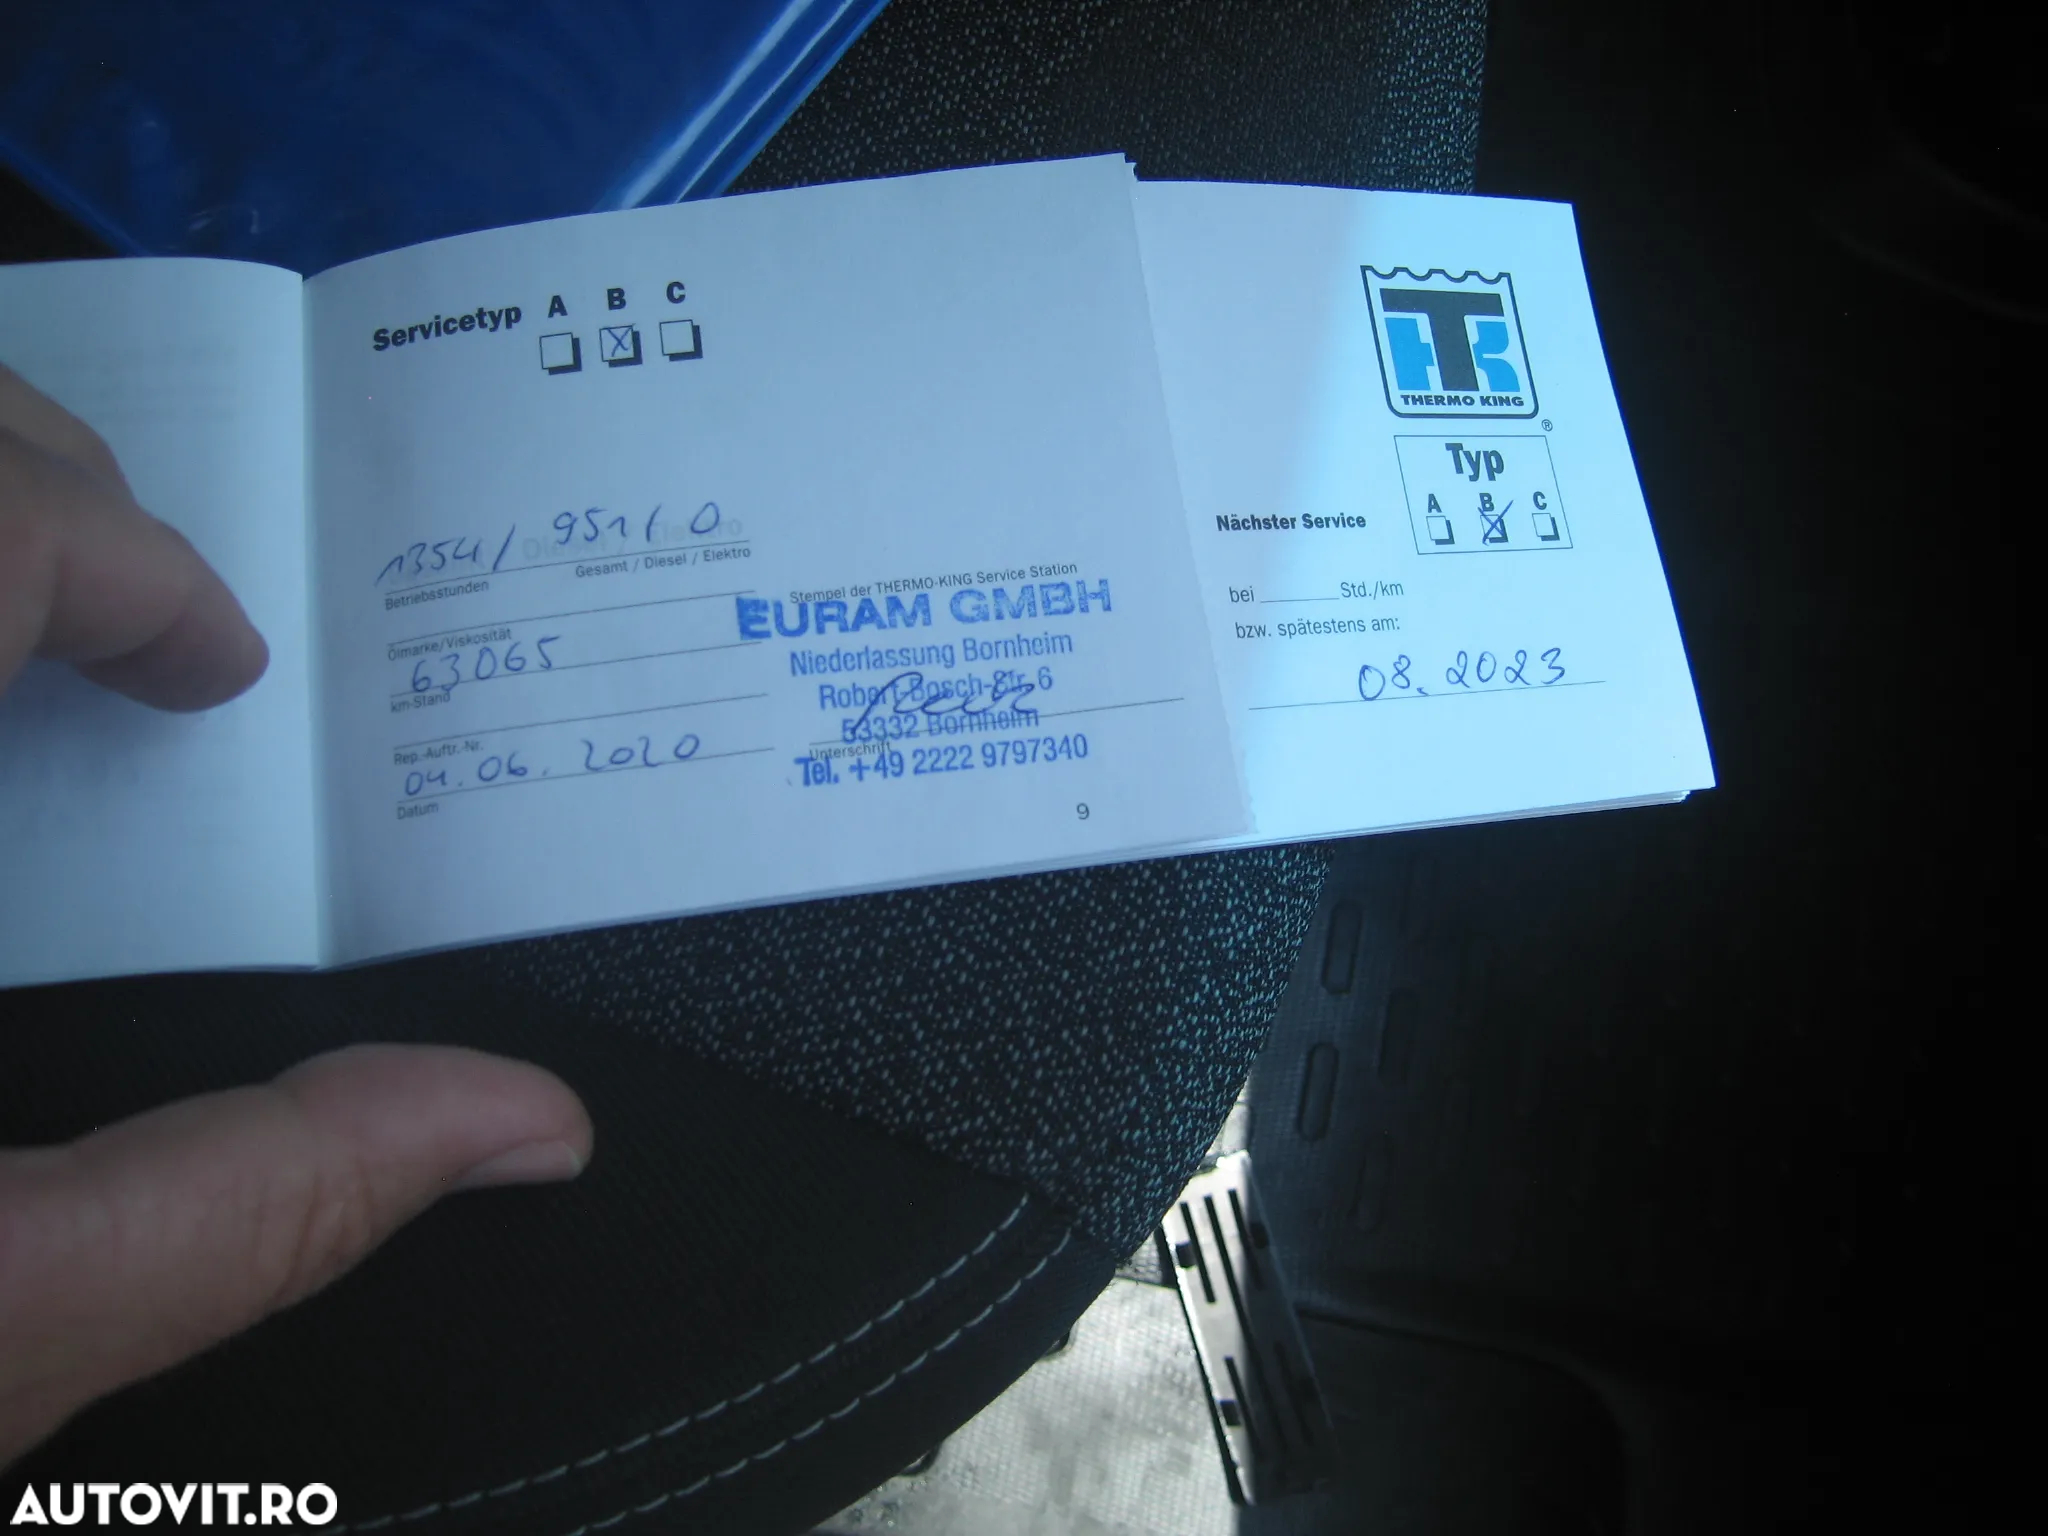 Servicetyp A B C
X
1354 / 951 / 0
Betriebsstunden Gesamt / Diesel / Elektro
Ölmarke/Viskosität
63065
km-Stand
Rep.-Auftr.-Nr.
04.06.2020
Datum
Stempel der THERMO-KING Service Station
EURAM GMBH
Niederlassung Bornheim
Robert-Bosch-Str. 6
53332 Bornheim
Unterschrift
Tel. +49 2222 9797340
9
THERMO KING
®
Typ
A B C
X
Nächster Service
bei ______ Std./km
bzw. spätestens am:
08.2023
AUTOVIT.RO